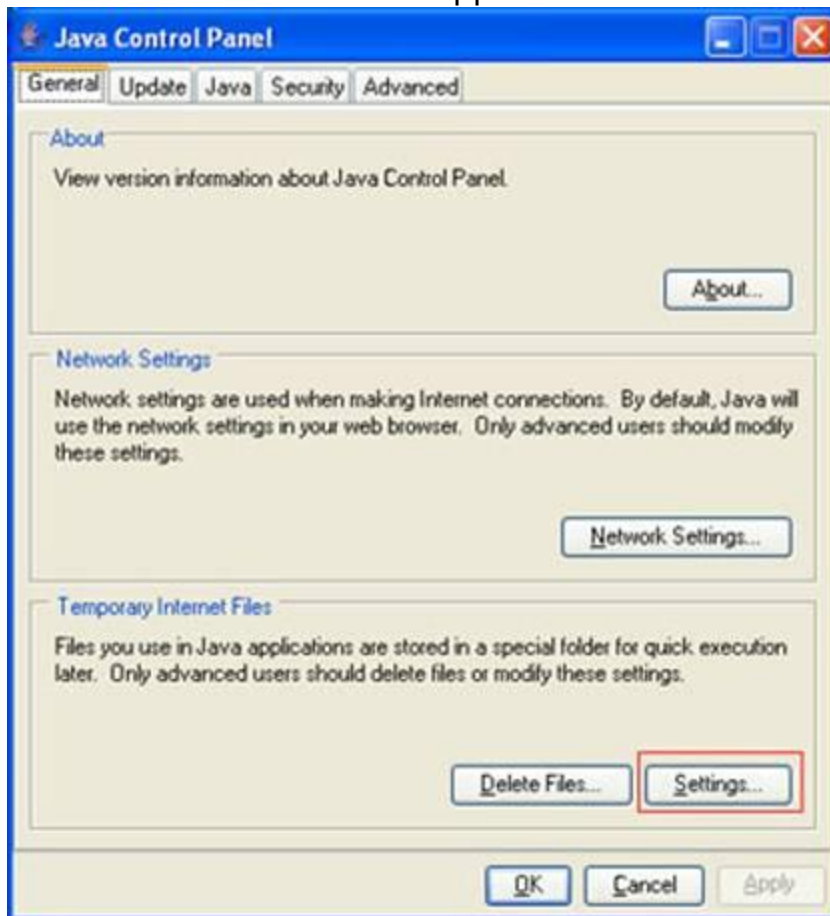 Java Control Panel
General Update Java Security Advanced
About
View version information about Java Control Panel.
About...
Network Settings
Network settings are used when making Internet connections. By default, Java will
use the network settings in your web browser. Only advanced users should modify
these settings.
Network Settings...
Temporary Internet Files
Files you use in Java applications are stored in a special folder for quick execution
later. Only advanced users should delete files or modify these settings.
Delete Files... Settings...
OK Cancel Apply